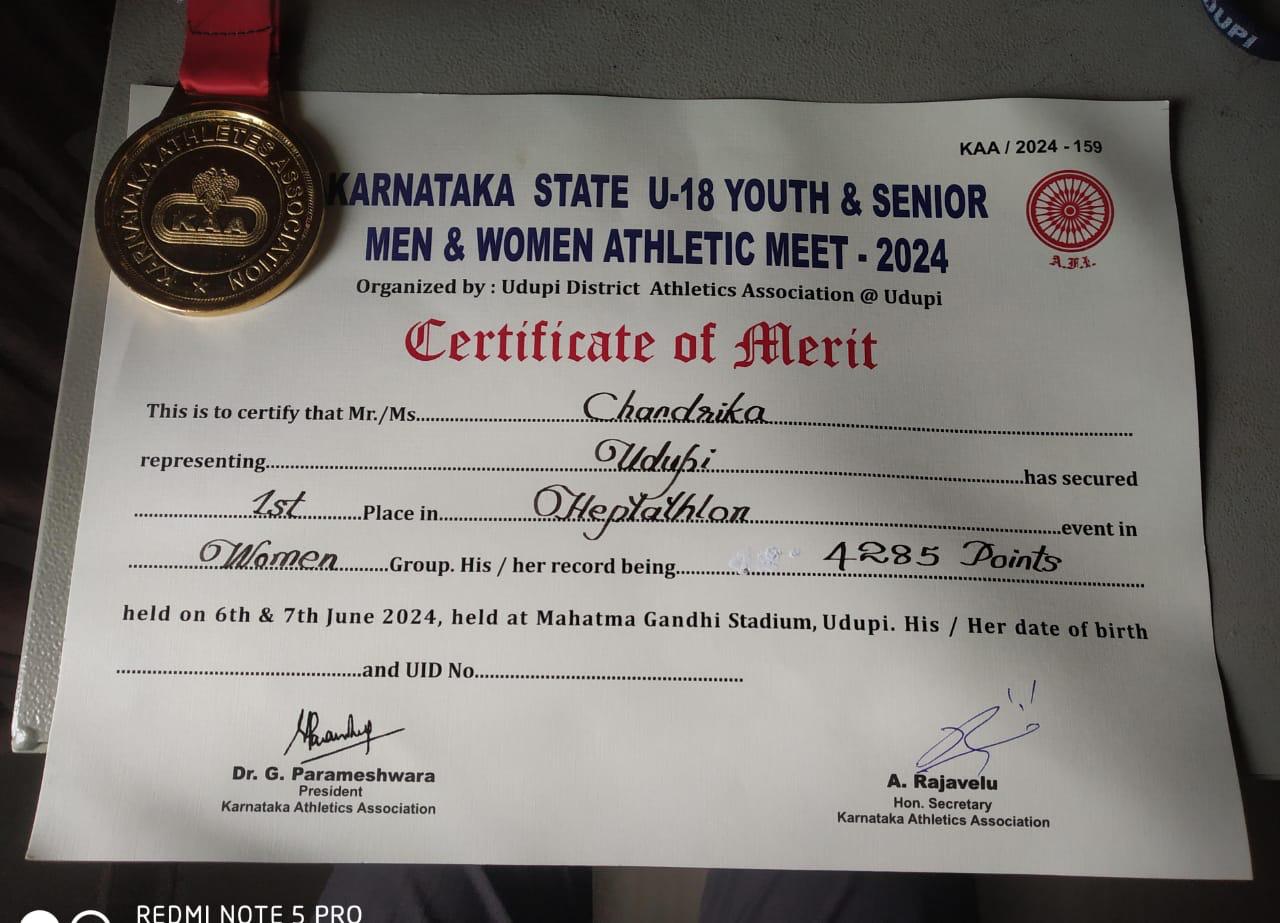 UDUPI
KARNATAKA ATHLETES ASSOCIATION
KAA
KAA / 2024 - 159
KARNATAKA STATE U-18 YOUTH & SENIOR
MEN & WOMEN ATHLETIC MEET - 2024
A.F.I.
Organized by : Udupi District Athletics Association @ Udupi
Certificate of Merit
This is to certify that Mr./Ms. Chandrika
representing Udupi has secured
1st Place in Heptathlon event in
Women Group. His / her record being 4285 Points
held on 6th & 7th June 2024, held at Mahatma Gandhi Stadium, Udupi. His / Her date of birth
and UID No.
Dr. G. Parameshwara
President
Karnataka Athletics Association
A. Rajavelu
Hon. Secretary
Karnataka Athletics Association
REDMI NOTE 5 PRO